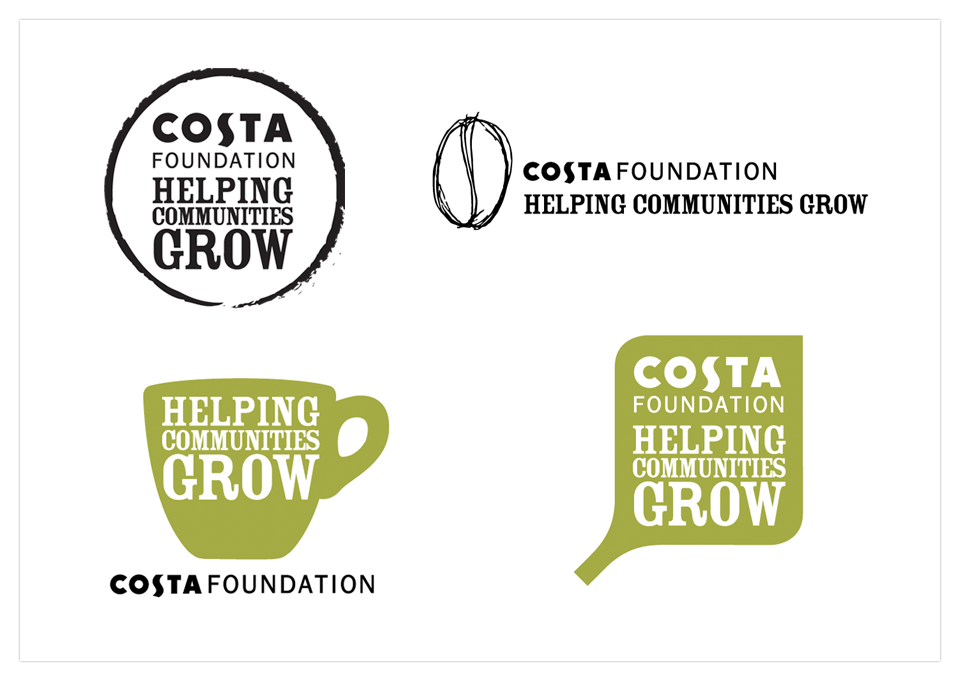 COSTA
FOUNDATION
HELPING
COMMUNITIES
GROW
COSTA FOUNDATION
HELPING COMMUNITIES GROW
HELPING
COMMUNITIES
GROW
COSTA FOUNDATION
COSTA
FOUNDATION
HELPING
COMMUNITIES
GROW